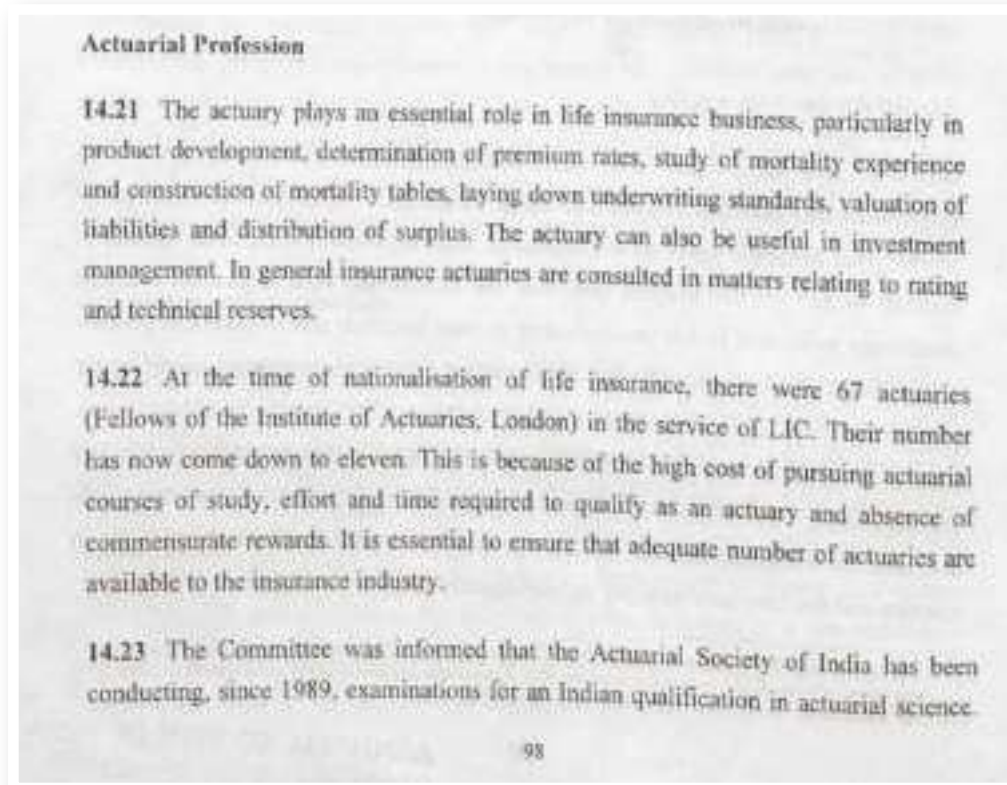 Actuarial Profession
14.21 The actuary plays an essential role in life insurance business, particularly in
product development, determination of premium rates, study of mortality experience
and construction of mortality tables, laying down underwriting standards, valuation of
liabilities and distribution of surplus. The actuary can also be useful in investment
management. In general insurance actuaries are consulted in matters relating to rating
and technical reserves.
14.22 At the time of nationalisation of life insurance, there were 67 actuaries
(Fellows of the Institute of Actuaries, London) in the service of LIC. Their number
has now come down to eleven. This is because of the high cost of pursuing actuarial
courses of study, effort and time required to qualify as an actuary and absence of
commensurate rewards. It is essential to ensure that adequate number of actuaries are
available to the insurance industry.
14.23 The Committee was informed that the Actuarial Society of India has been
conducting, since 1989, examinations for an Indian qualification in actuarial science.
98